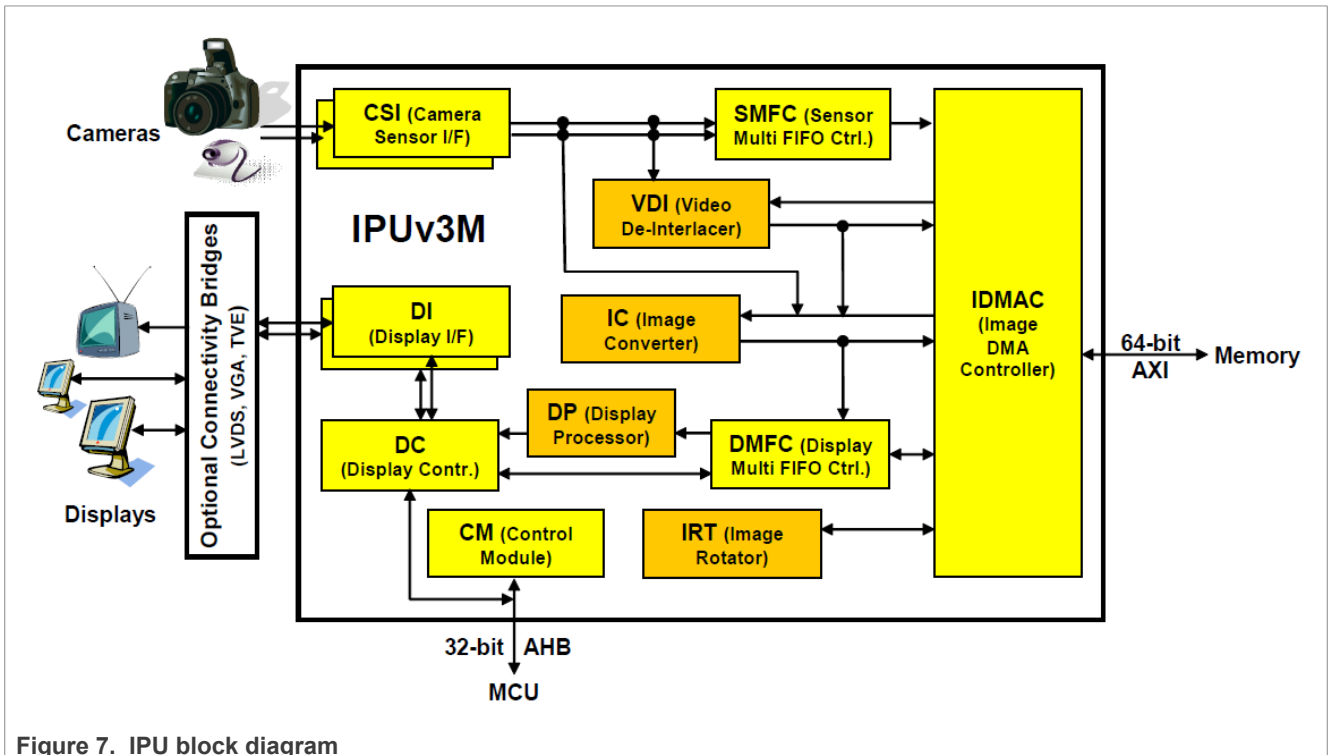 Cameras
CSI (Camera
Sensor I/F)
SMFC (Sensor
Multi FIFO Ctrl.)
VDI (Video
De-Interlacer)
IPUv3M
Optional Connectivity Bridges
(LVDS, VGA, TVE)
DI
(Display I/F)
IC (Image
Converter)
IDMAC
(Image
DMA
Controller)
64-bit
AXI
Memory
DP (Display
Processor)
DC
(Display Contr.)
DMFC (Display
Multi FIFO Ctrl.)
Displays
CM (Control
Module)
IRT (Image
Rotator)
32-bit AHB
MCU
Figure 7. IPU block diagram